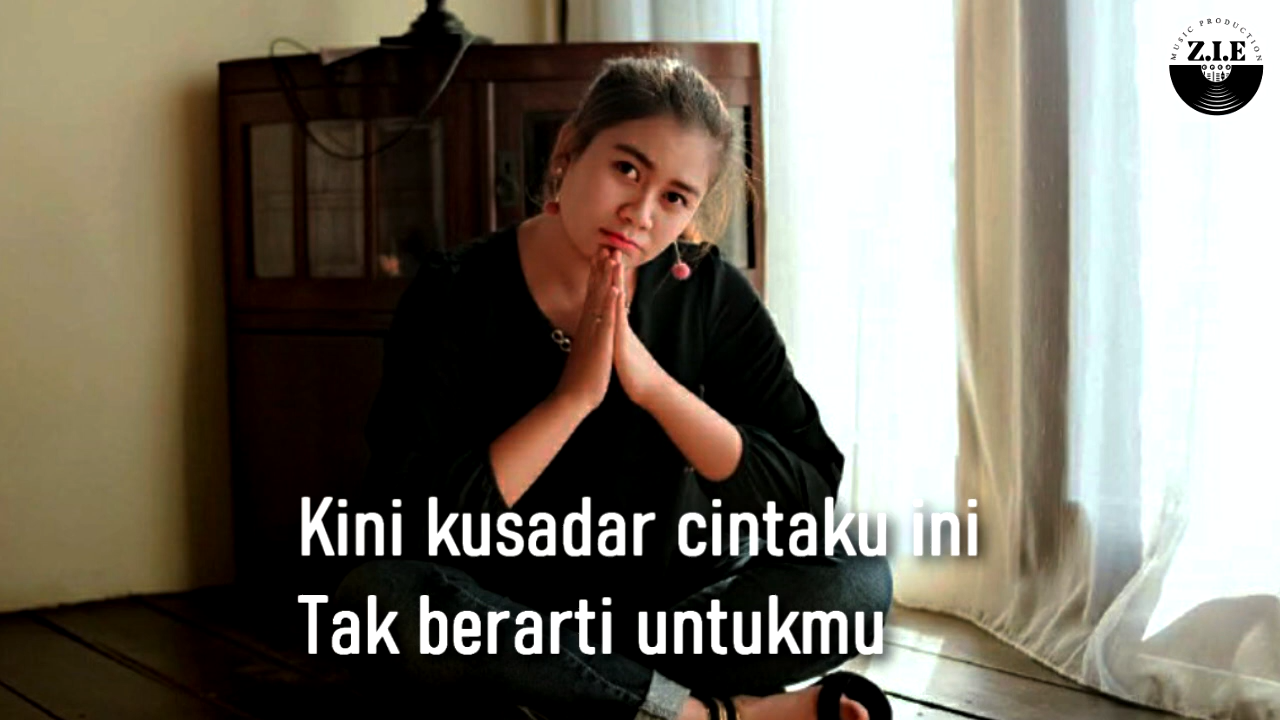 MUSIC PRODUCTION
Z.I.E
Kini kusadar cintaku ini
Tak berarti untukmu